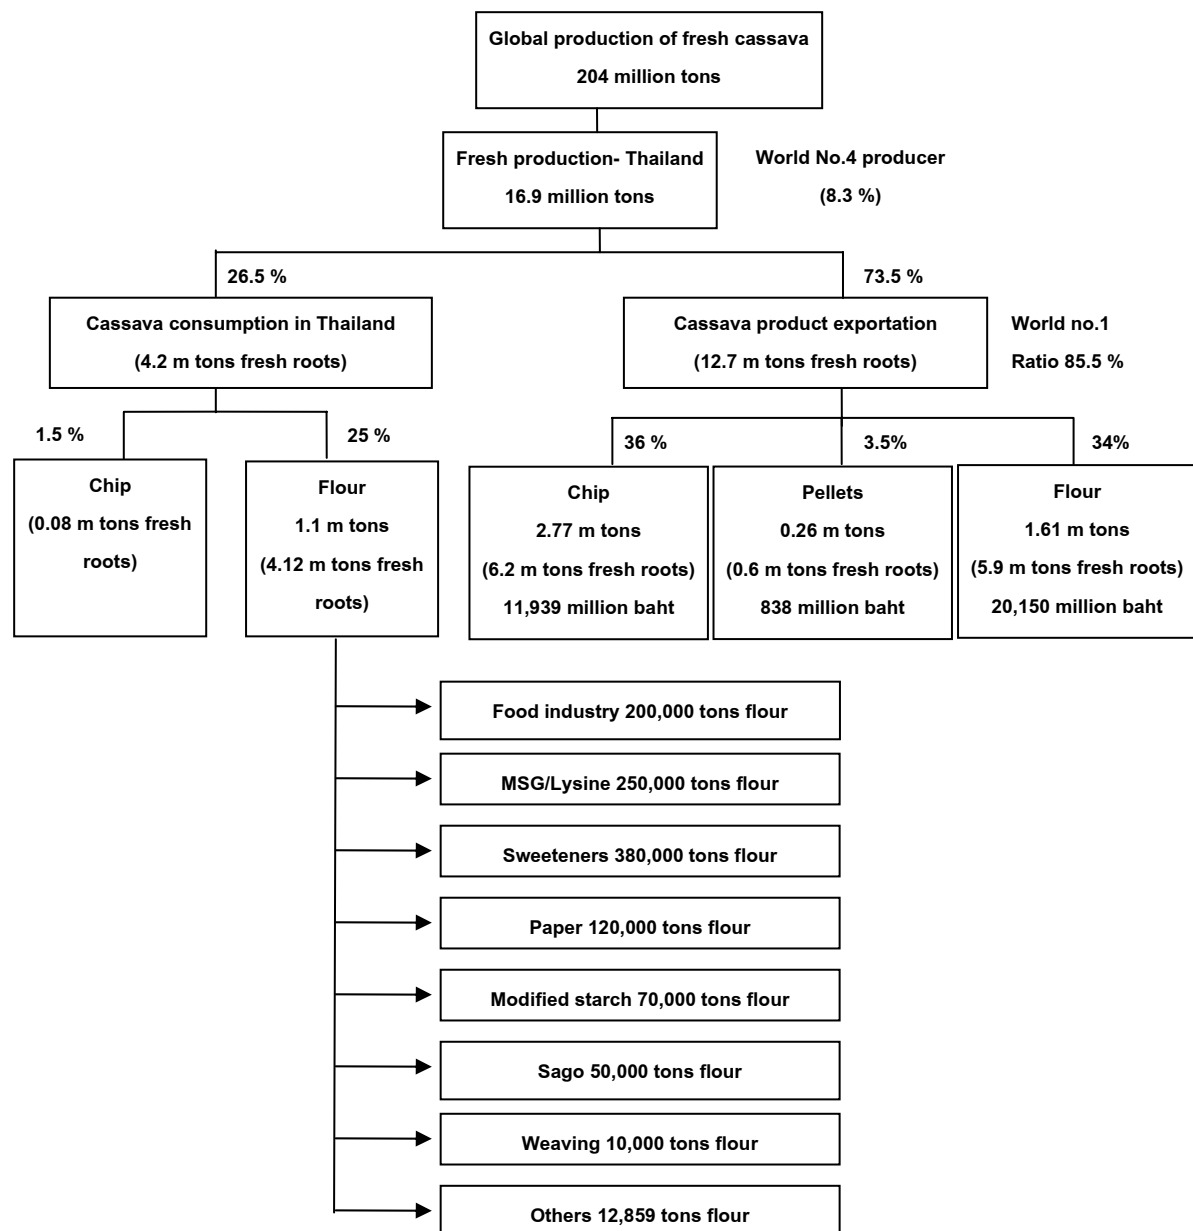 Global production of fresh cassava
204 million tons
Fresh production- Thailand
16.9 million tons
World No.4 producer
(8.3 %)
26.5 %
73.5 %
Cassava consumption in Thailand
(4.2 m tons fresh roots)
Cassava product exportation
(12.7 m tons fresh roots)
World no.1
Ratio 85.5 %
1.5 %
25 %
36 %
3.5%
34%
Chip
(0.08 m tons fresh
roots)
Flour
1.1 m tons
(4.12 m tons fresh
roots)
Chip
2.77 m tons
(6.2 m tons fresh roots)
11,939 million baht
Pellets
0.26 m tons
(0.6 m tons fresh roots)
838 million baht
Flour
1.61 m tons
(5.9 m tons fresh roots)
20,150 million baht
Food industry 200,000 tons flour
MSG/Lysine 250,000 tons flour
Sweeteners 380,000 tons flour
Paper 120,000 tons flour
Modified starch 70,000 tons flour
Sago 50,000 tons flour
Weaving 10,000 tons flour
Others 12,859 tons flour